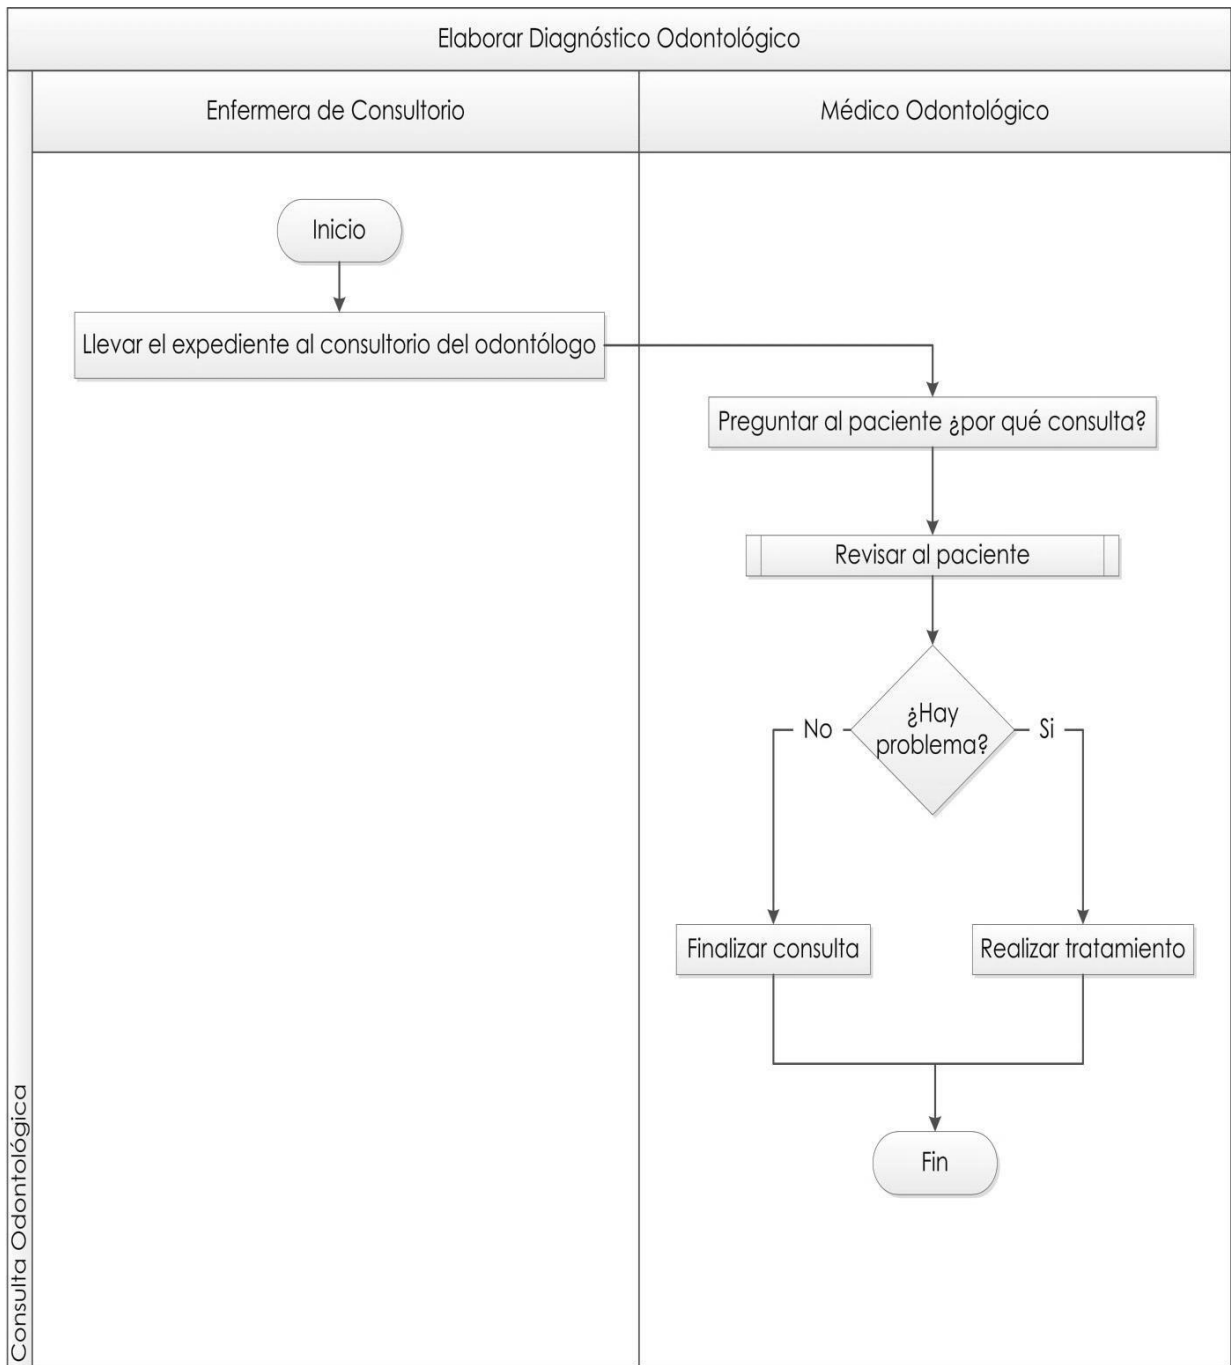 Elaborar Diagnóstico Odontológico
Enfermera de Consultorio
Médico Odontológico
Inicio
Llevar el expediente al consultorio del odontólogo
Preguntar al paciente ¿por qué consulta?
Revisar al paciente
¿Hay
problema?
No
Si
Finalizar consulta
Realizar tratamiento
Fin
Consulta Odontológica